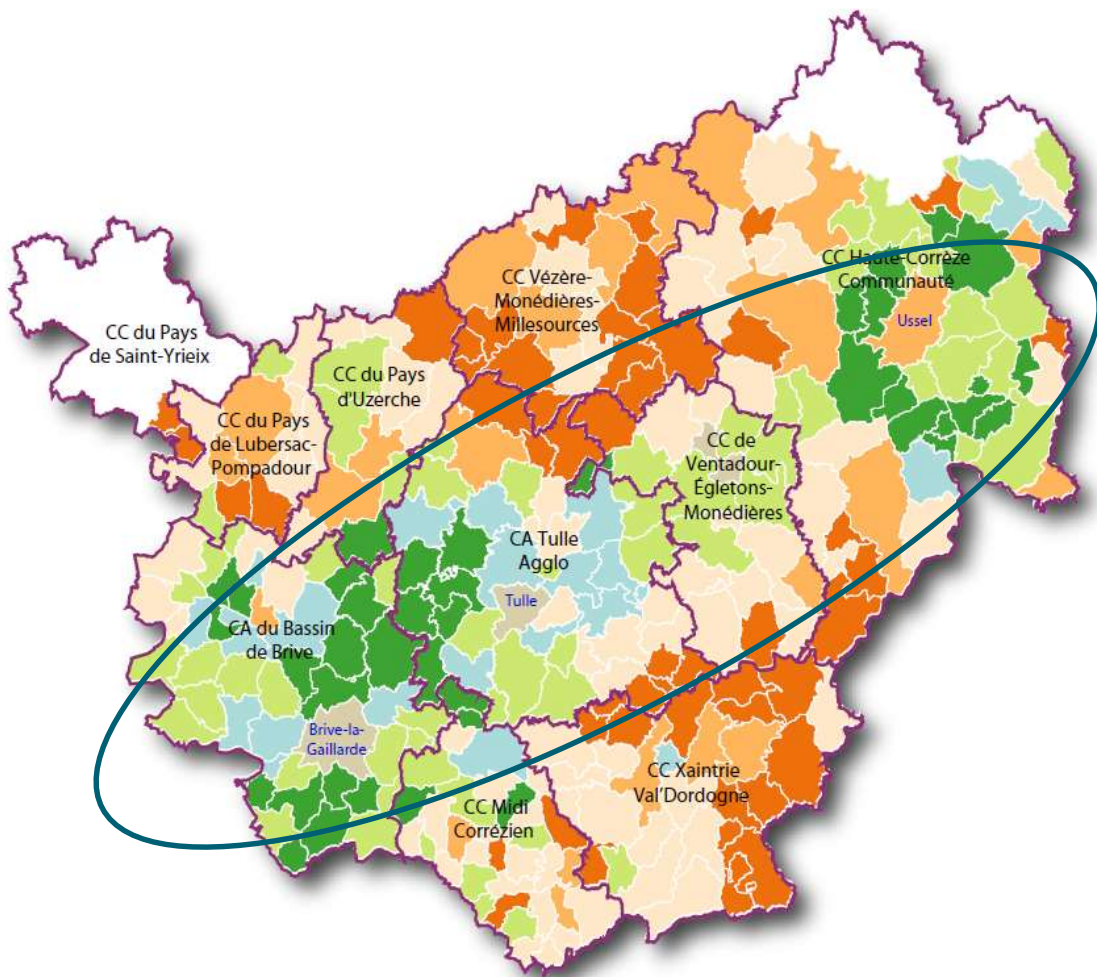 CC Haute-Corrèze
Communauté
Ussel
CC Vézère-
Monédières-
Millesources
CC du Pays
de Saint-Yrieix
CC du Pays
d'Uzerche
CC du Pays
de Lubersac-
Pompadour
CC de
Ventadour-
Égletons-
Monédières
CA Tulle
Agglo
Tulle
CA du Bassin
de Brive
Brive-la-
Gaillarde
CC Xaintrie
Val'Dordogne
CC Midi
Corrézien